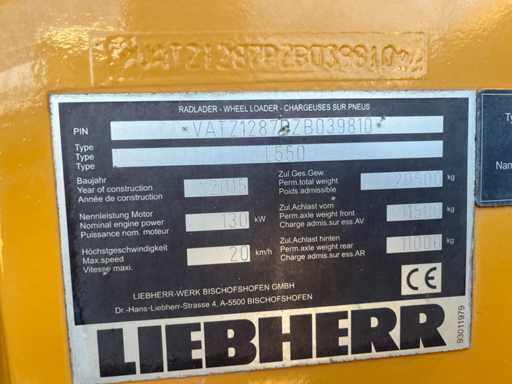 VATZ1287PZB039810
RADLADER - WHEEL LOADER - CHARGEUSES SUR PNEUS
PIN VATZ1287 ZB039810
Type
Type L550
Type
Baujahr
Year of construction 2015
Année de construction
Zul.Ges.Gew.
Perm.total weight 20500 kg
Poids admissible
Nennleistung Motor
Nominal engine power 130 kW
Puissance nom. moteur
Zul.Achslast vorn
Perm.axle weight front kg
Charge admis.sur ess.AV
Höchstgeschwindigkeit
Max.speed 20 km/h
Vitesse maxi.
Zul.Achslast hinten
Perm.axle weight rear 11000 kg
Charge admis.sur ess.AR
CE
LIEBHERR-WERK BISCHOFSHOFEN GMBH
Dr.-Hans-Liebherr-Strasse 4, A-5500 BISCHOFSHOFEN
LIEBHERR
93011979